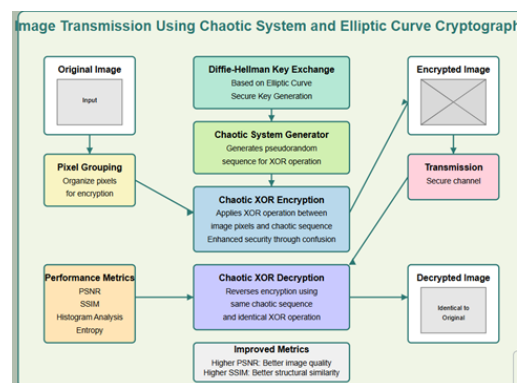 Image Transmission Using Chaotic System and Elliptic Curve Cryptograph
Original Image
Input
Diffie-Hellman Key Exchange
Based on Elliptic Curve
Secure Key Generation
Encrypted Image
Chaotic System Generator
Generates pseudorandom
sequence for XOR operation
Pixel Grouping
Organize pixels
for encryption
Transmission
Secure channel
Chaotic XOR Encryption
Applies XOR operation between
image pixels and chaotic sequence
Enhanced security through confusion
Performance Metrics
PSNR
SSIM
Histogram Analysis
Entropy
Chaotic XOR Decryption
Reverses encryption using
same chaotic sequence
and identical XOR operation
Decrypted Image
Identical to
Original
Improved Metrics
Higher PSNR: Better image quality
Higher SSIM: Better structural similarity